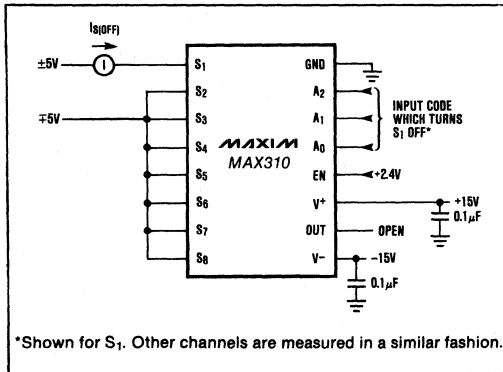 IS(OFF)
±5V
I
S1
GND
S2
A2
INPUT CODE
WHICH TURNS
S1 OFF*
∓5V
S3
A1
S4
MAXIM
A0
MAX310
S5
EN
+2.4V
S6
V+
+15V
0.1µF
S7
OUT
OPEN
S8
V−
−15V
0.1µF
*Shown for S1. Other channels are measured in a similar fashion.